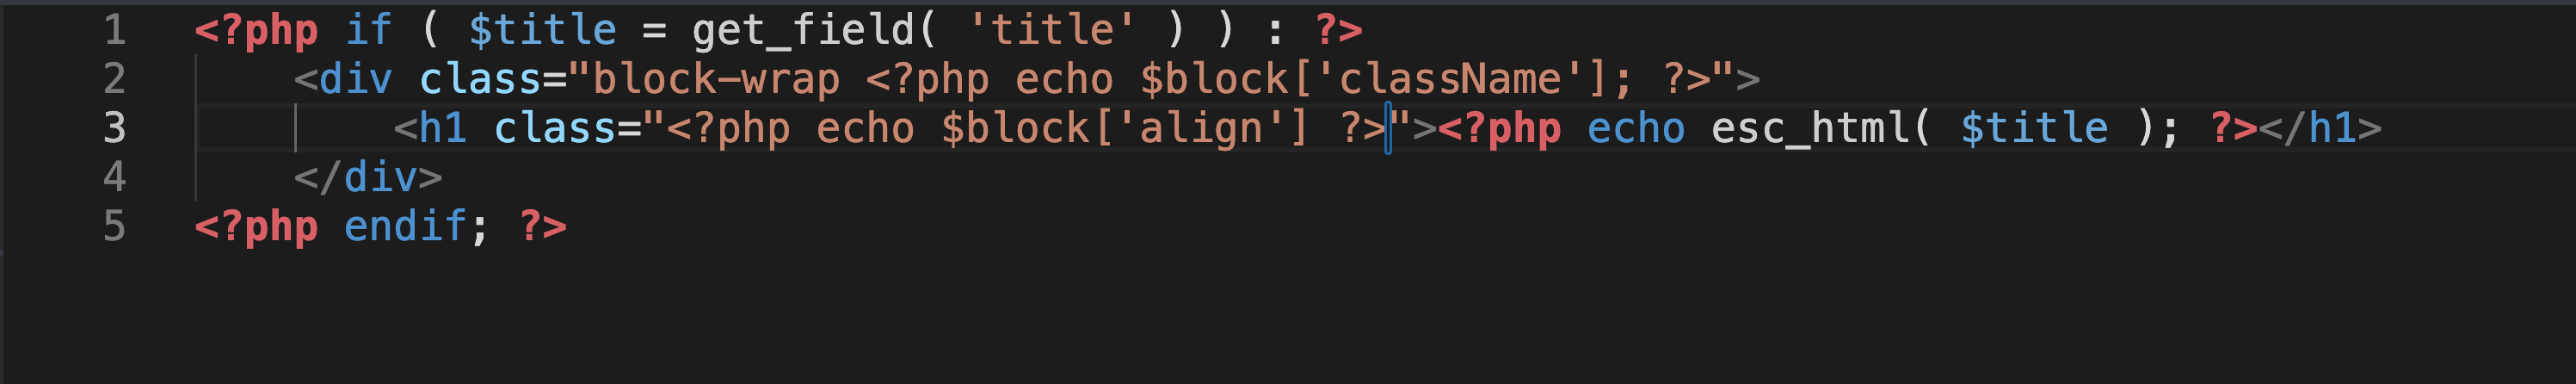 1 <?php if ( $title = get_field( 'title' ) ) : ?>
2 <div class="block-wrap <?php echo $block['className']; ?>">
3 <h1 class="<?php echo $block['align'] ?>"><?php echo esc_html( $title ); ?></h1>
4 </div>
5 <?php endif; ?>